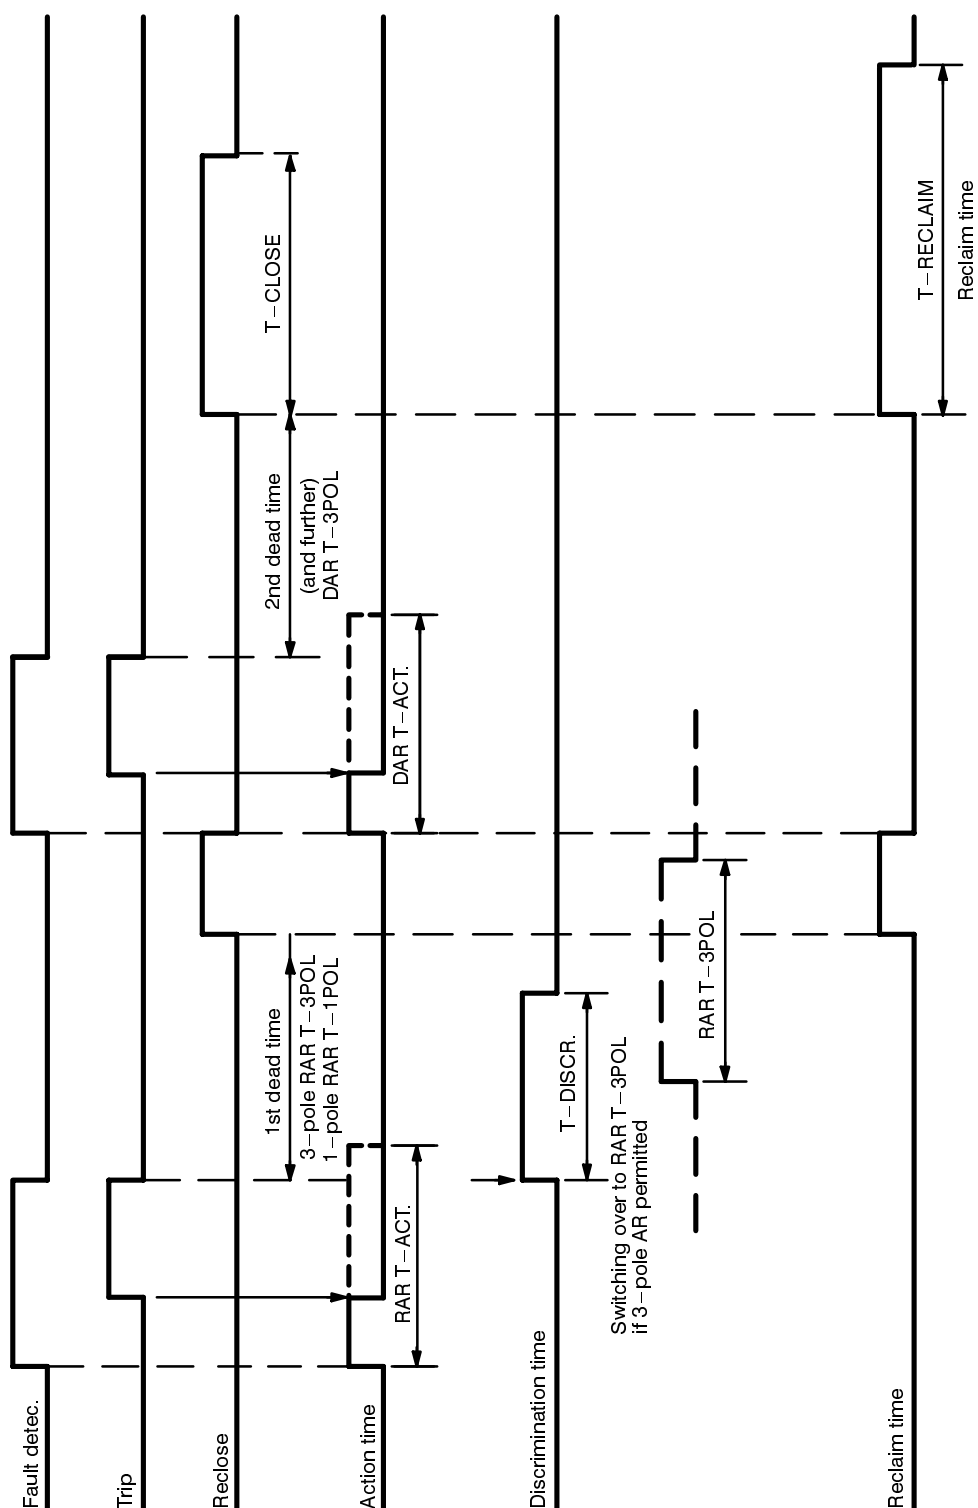 Fault detec.
Trip
Reclose
T–CLOSE
2nd dead time
(and further)
DAR T–3POL
1st dead time
3–pole RAR T–3POL
1–pole RAR T–1POL
Action time
RAR T–ACT.
DAR T–ACT.
Discrimination time
T–DISCR.
Switching over to RAR T–3POL
if 3–pole AR permitted
RAR T–3POL
Reclaim time
T–RECLAIM
Reclaim time